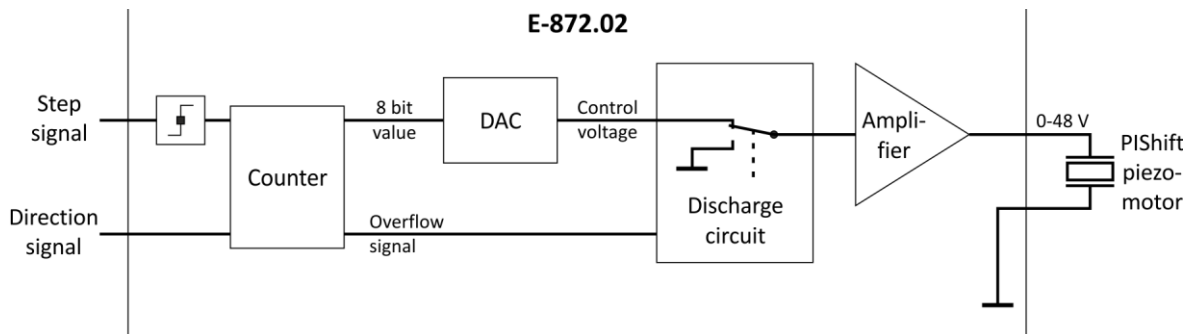 E-872.02
Step
signal
8 bit
value
DAC
Control
voltage
Ampli-
fier
0-48 V
PIShift
piezo-
motor
Counter
Direction
signal
Overflow
signal
Discharge
circuit